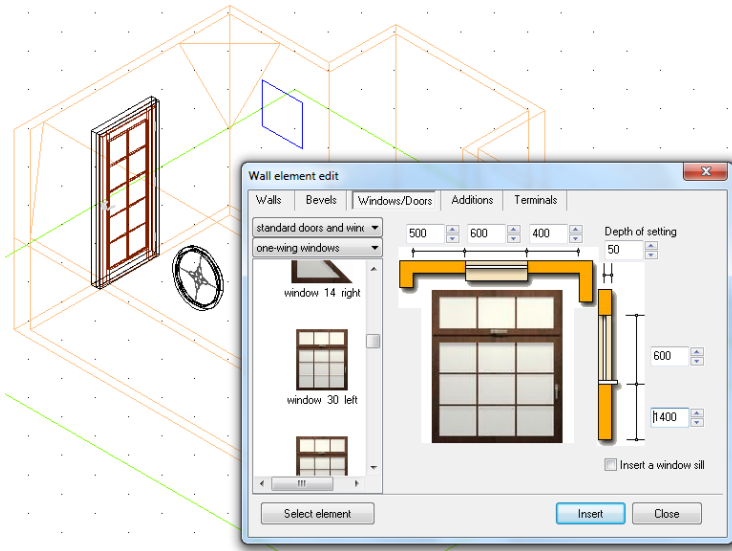 Wall element edit
Walls Bevels Windows/Doors Additions Terminals
standard doors and winc
one-wing windows
window 14 right
window 30 left
500 600 400
Depth of setting
50
600
1400
Insert a window sill
Select element Insert Close